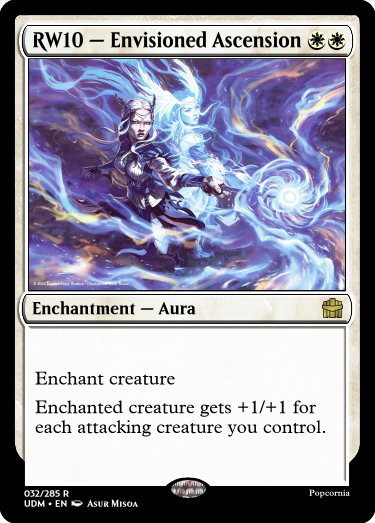 RW10 — Envisioned Ascension
Enchantment — Aura
Enchant creature
Enchanted creature gets +1/+1 for
each attacking creature you control.
032/285 R
Popcornia
UDM • EN Asur Misoa